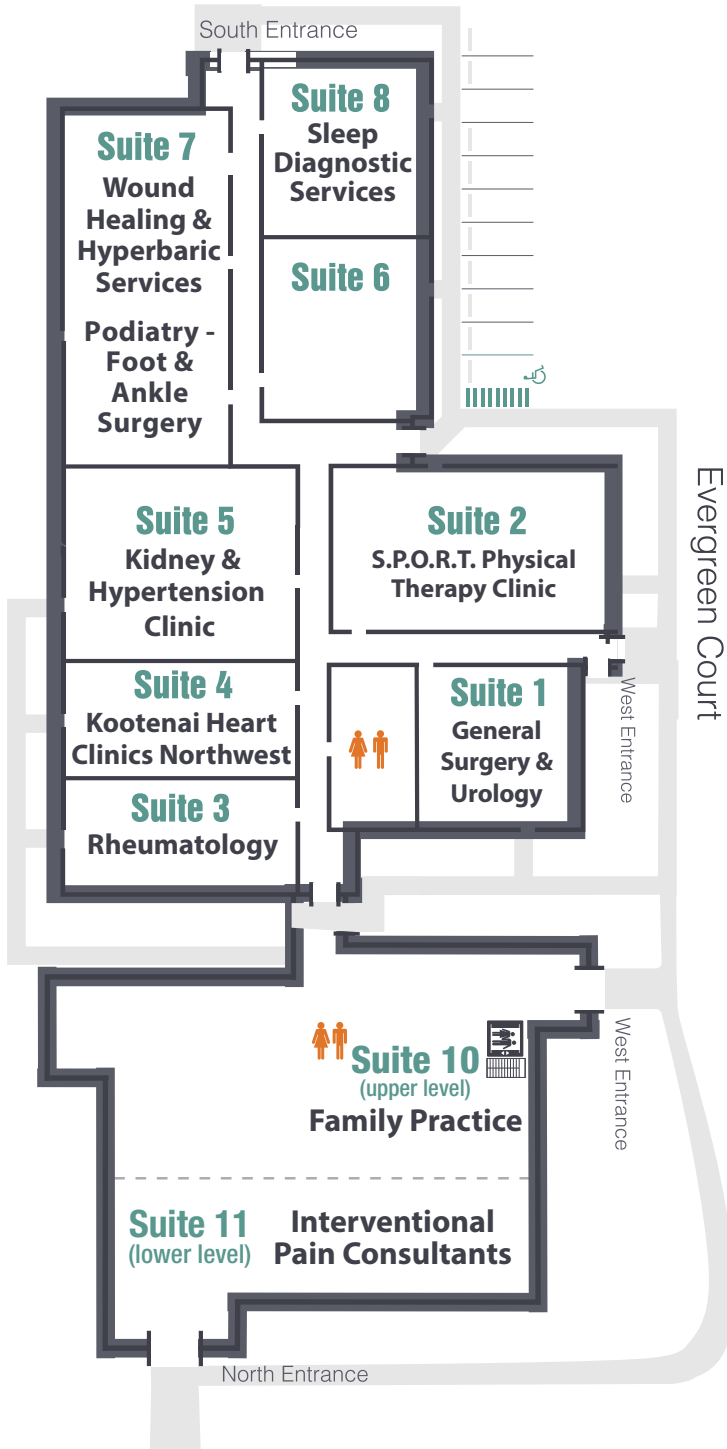 South Entrance
Suite 8
Sleep
Diagnostic
Services
Suite 7
Wound
Healing &
Hyperbaric
Services
Podiatry -
Foot &
Ankle
Surgery
Suite 6
Suite 5
Kidney &
Hypertension
Clinic
Suite 2
S.P.O.R.T. Physical
Therapy Clinic
Evergreen Court
Suite 4
Kootenai Heart
Clinics Northwest
Suite 1
General
Surgery &
Urology
West Entrance
Suite 3
Rheumatology
West Entrance
Suite 10
(upper level)
Family Practice
Suite 11
(lower level)
Interventional
Pain Consultants
North Entrance